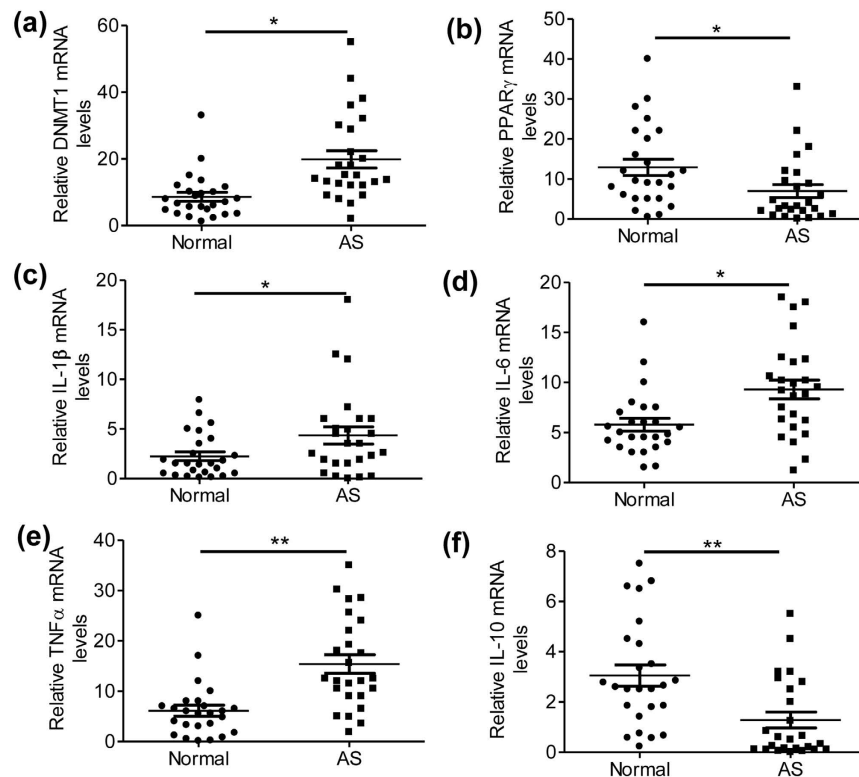 (a)
Relative DNMT1 mRNA
levels
60
40
20
0
*
Normal
AS
(b)
Relative PPARγ mRNA
levels
50
40
30
20
10
0
*
Normal
AS
(c)
Relative IL-1β mRNA
levels
20
15
10
5
0
*
Normal
AS
(d)
Relative IL-6 mRNA
levels
20
15
10
5
0
*
Normal
AS
(e)
Relative TNFα mRNA
levels
40
30
20
10
0
**
Normal
AS
(f)
Relative IL-10 mRNA
levels
8
6
4
2
0
**
Normal
AS